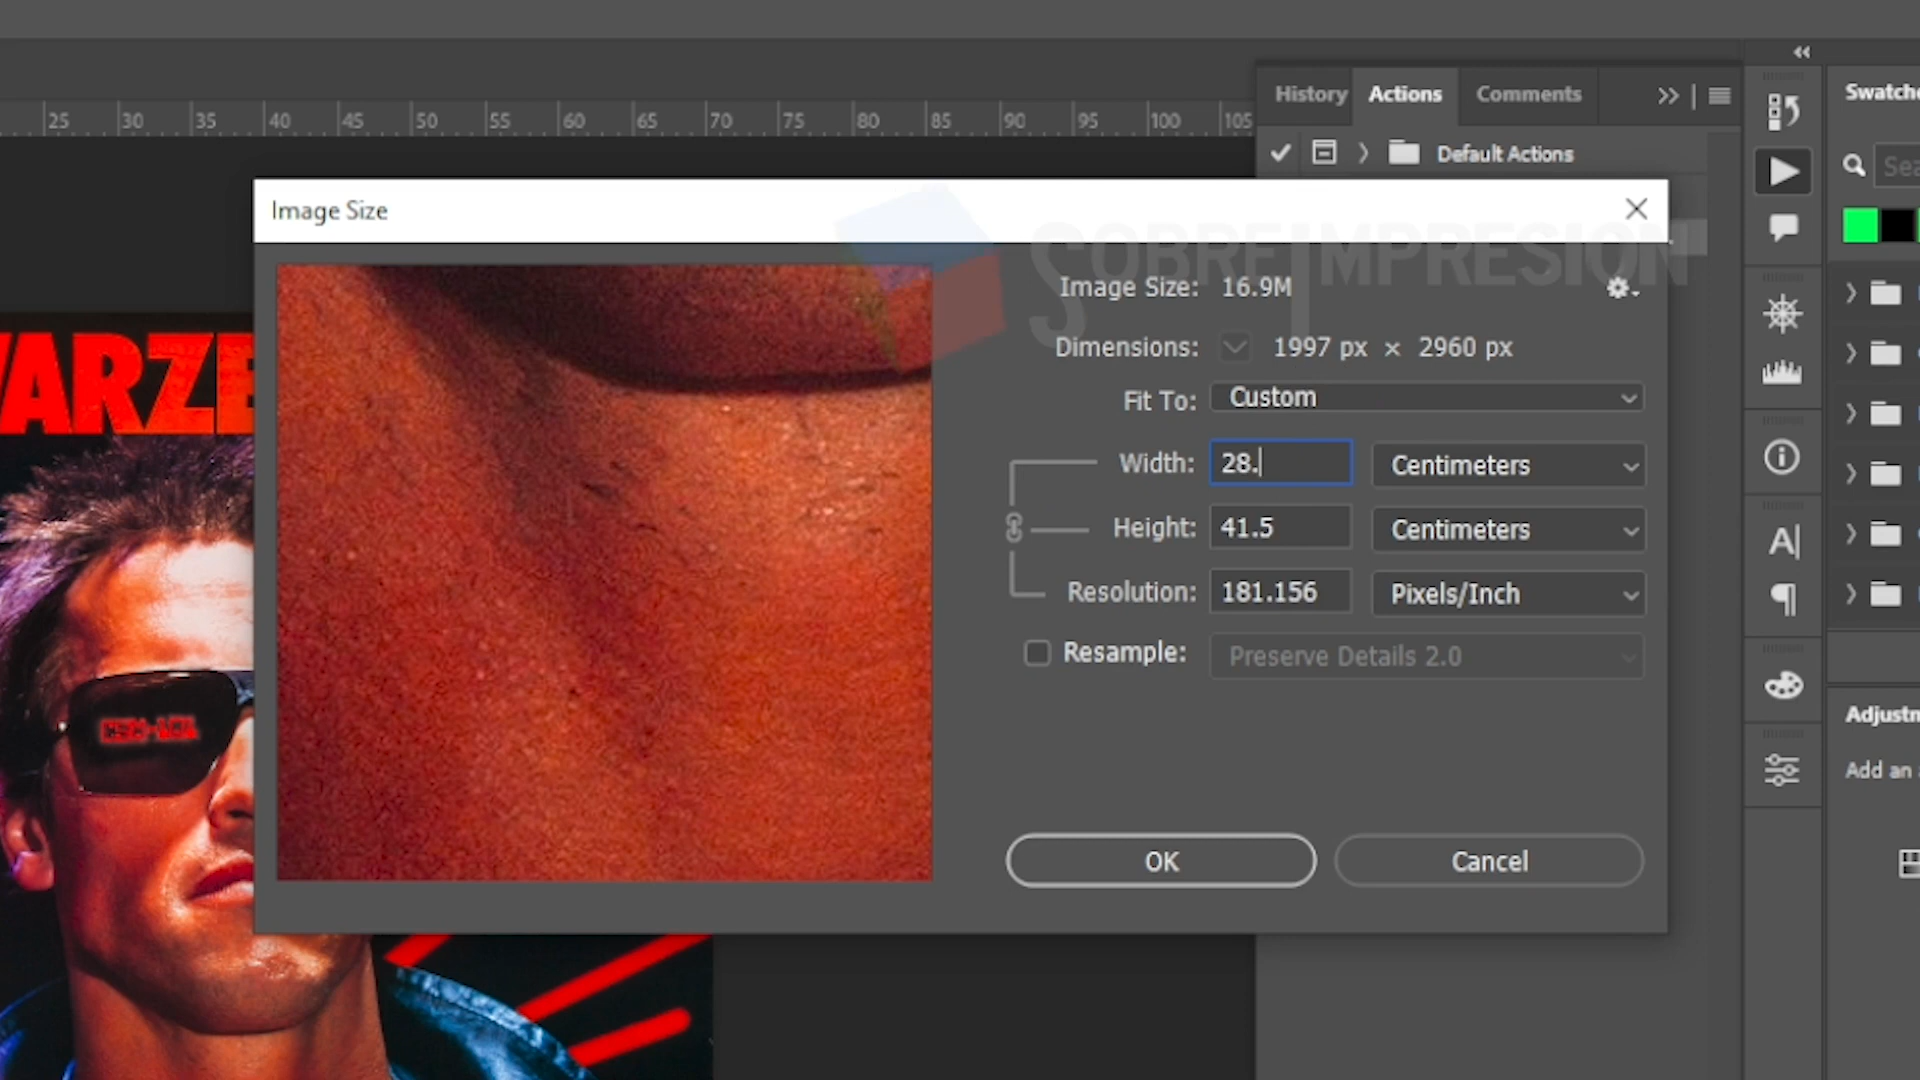 History Actions Comments
Swatche
25 30 35 40 45 50 55 60 65 70 75 80 85 90 95 100 105
Default Actions
Sea
Image Size
SOBREIMPRESION
Image Size: 16.9M
Dimensions: 1997 px × 2960 px
Fit To: Custom
Width: 28. Centimeters
Height: 41.5 Centimeters
Resolution: 181.156 Pixels/Inch
Resample: Preserve Details 2.0
OK Cancel
VARZE
Adjustm
Add an a